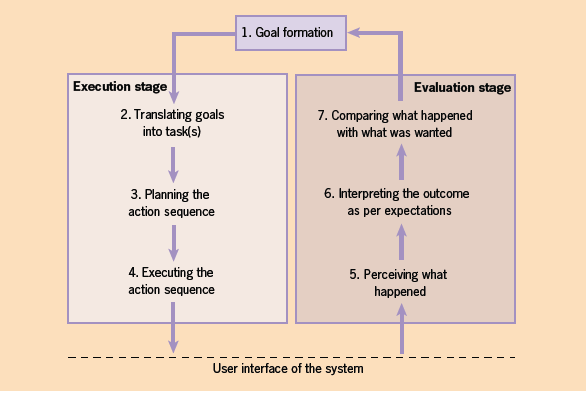 1. Goal formation
Execution stage
2. Translating goals
into task(s)
3. Planning the
action sequence
4. Executing the
action sequence
Evaluation stage
7. Comparing what happened
with what was wanted
6. Interpreting the outcome
as per expectations
5. Perceiving what
happened
User interface of the system